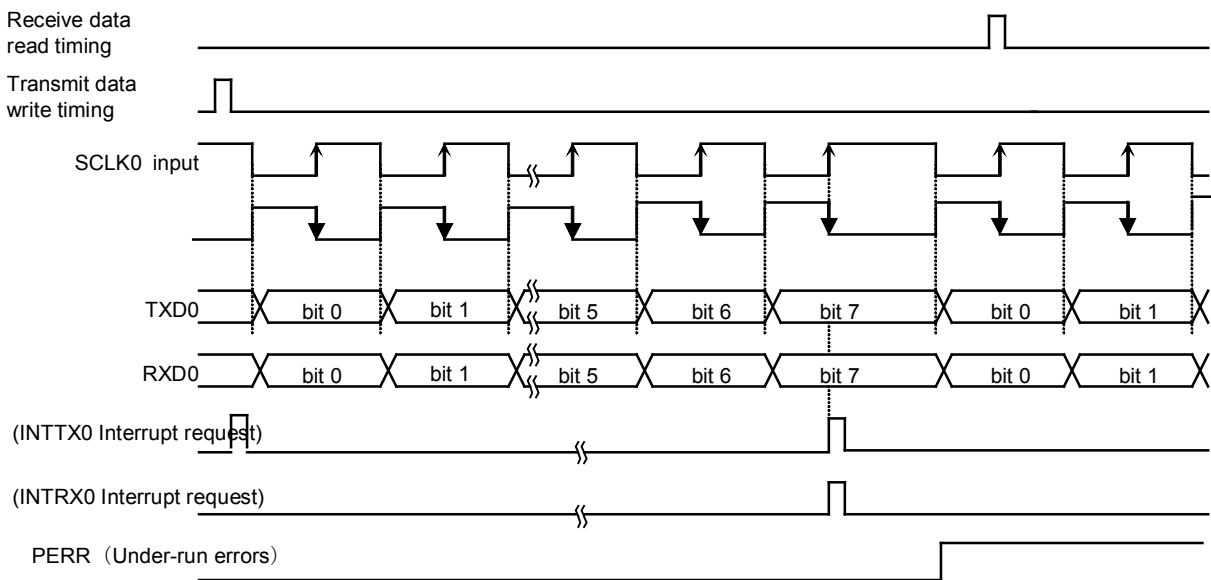 Receive data
read timing
Transmit data
write timing
SCLK0 input
TXD0
bit 0
bit 1
bit 5
bit 6
bit 7
bit 0
bit 1
RXD0
bit 0
bit 1
bit 5
bit 6
bit 7
bit 0
bit 1
(INTTX0 Interrupt request)
(INTRX0 Interrupt request)
PERR（Under-run errors）